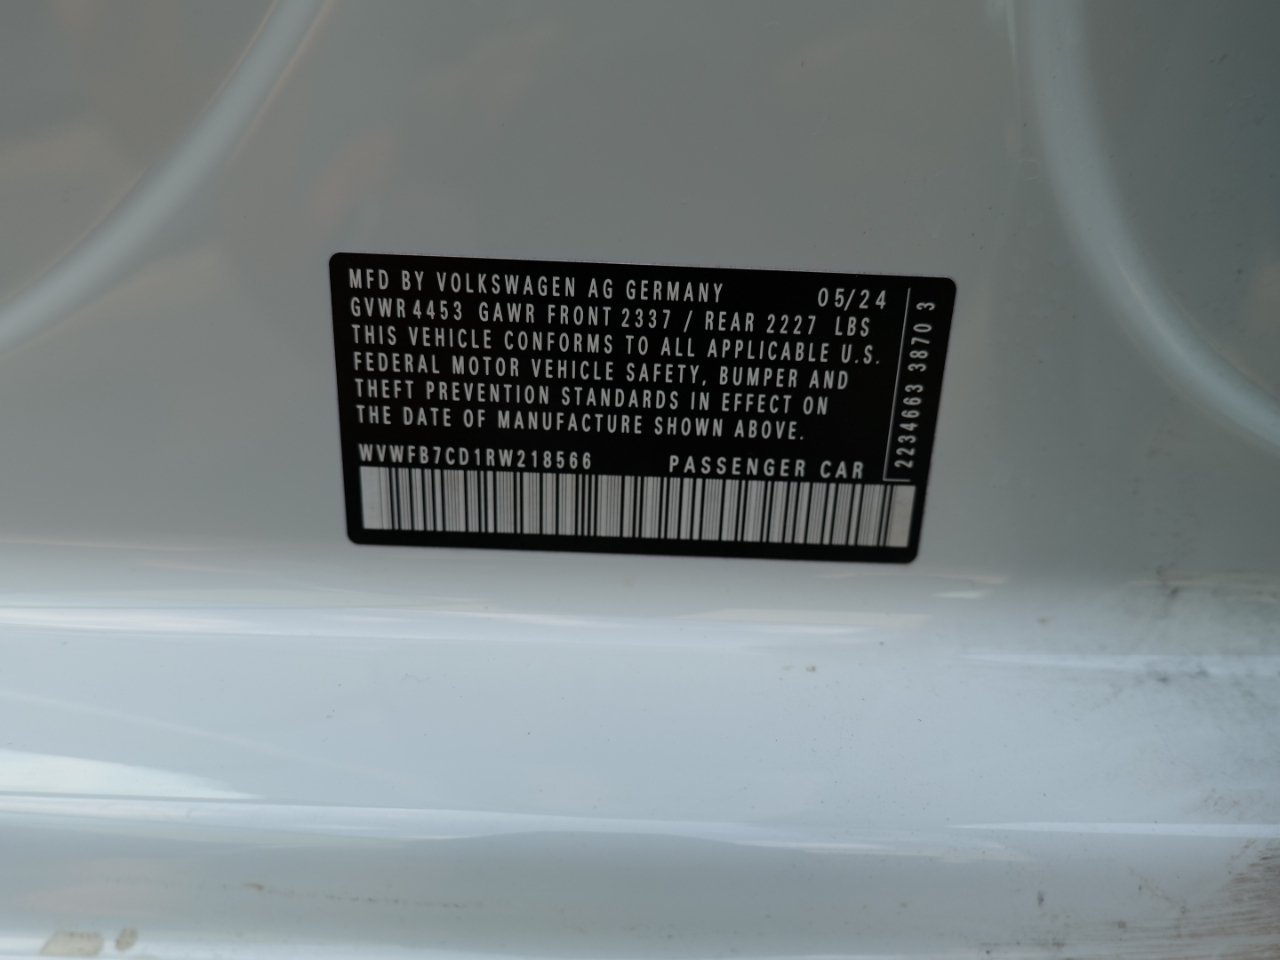 MFD BY VOLKSWAGEN AG GERMANY 05/24
GVWR 4453 GAWR FRONT 2337 / REAR 2227 LBS
THIS VEHICLE CONFORMS TO ALL APPLICABLE U.S.
FEDERAL MOTOR VEHICLE SAFETY, BUMPER AND
THEFT PREVENTION STANDARDS IN EFFECT ON
THE DATE OF MANUFACTURE SHOWN ABOVE.
WVWFB7CD1RW218566 PASSENGER CAR
2234663 3870 3